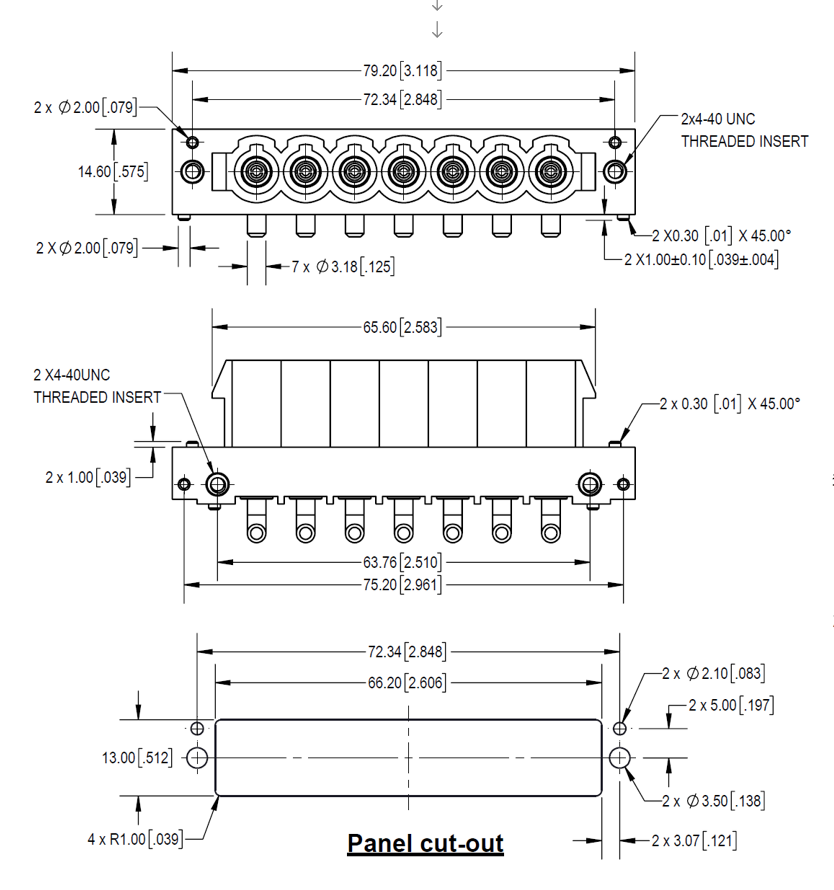 79.20[3.118]
72.34[2.848]
2 x Ø2.00[.079]
2x4-40 UNC
THREADED INSERT
14.60[.575]
2 X Ø2.00[.079]
2 X0.30 [.01] X 45.00°
2 X1.00±0.10[.039±.004]
7 x Ø3.18[.125]
65.60[2.583]
2 X4-40UNC
THREADED INSERT
2 x 0.30 [.01] X 45.00°
2 x 1.00[.039]
63.76[2.510]
75.20[2.961]
72.34[2.848]
66.20[2.606]
2 x Ø2.10[.083]
2 x 5.00[.197]
13.00[.512]
2 x Ø3.50[.138]
4 x R1.00[.039]
Panel cut-out
2 x 3.07[.121]